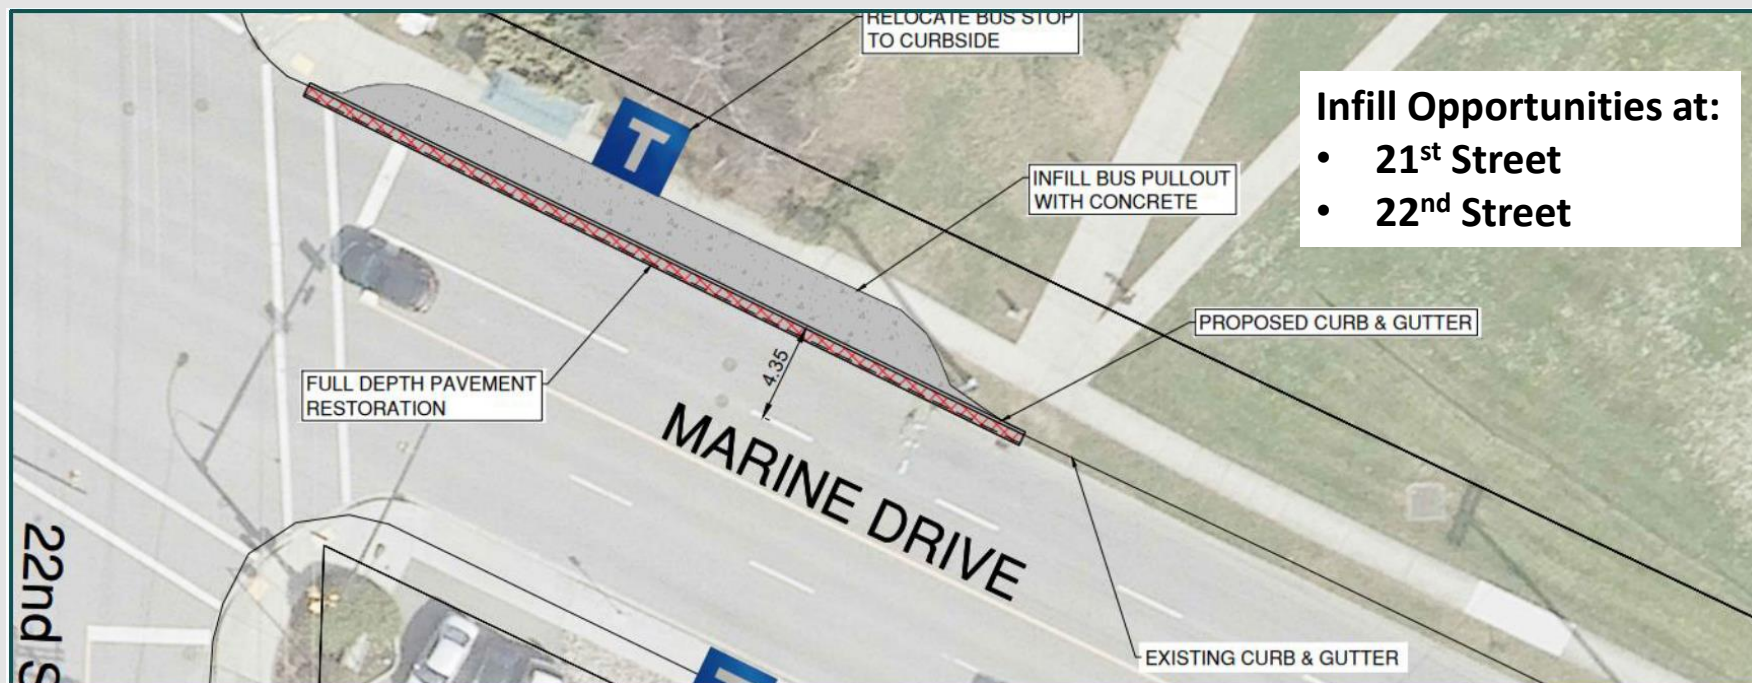 RELOCATE BUS STOP
TO CURBSIDE
Infill Opportunities at:
• 21st Street
• 22nd Street
T
INFILL BUS PULLOUT
WITH CONCRETE
PROPOSED CURB & GUTTER
FULL DEPTH PAVEMENT
RESTORATION
4.35
MARINE DRIVE
22nd S
EXISTING CURB & GUTTER